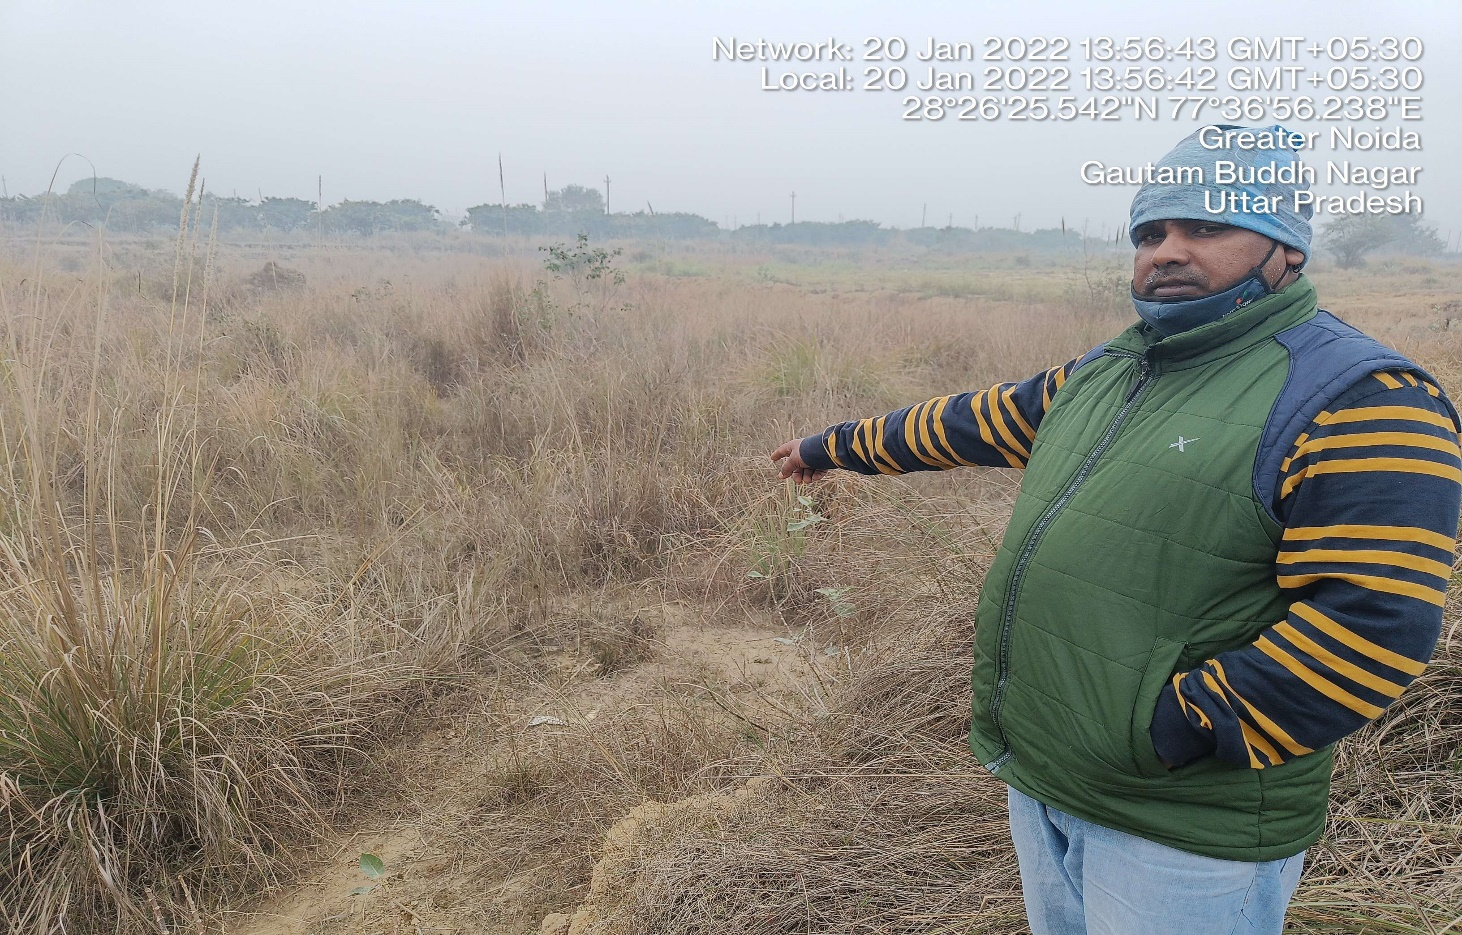 Network: 20 Jan 2022 13:56:43 GMT+05:30
Local: 20 Jan 2022 13:56:42 GMT+05:30
28°26'25.542"N 77°36'56.238"E
Greater Noida
Gautam Buddh Nagar
Uttar Pradesh